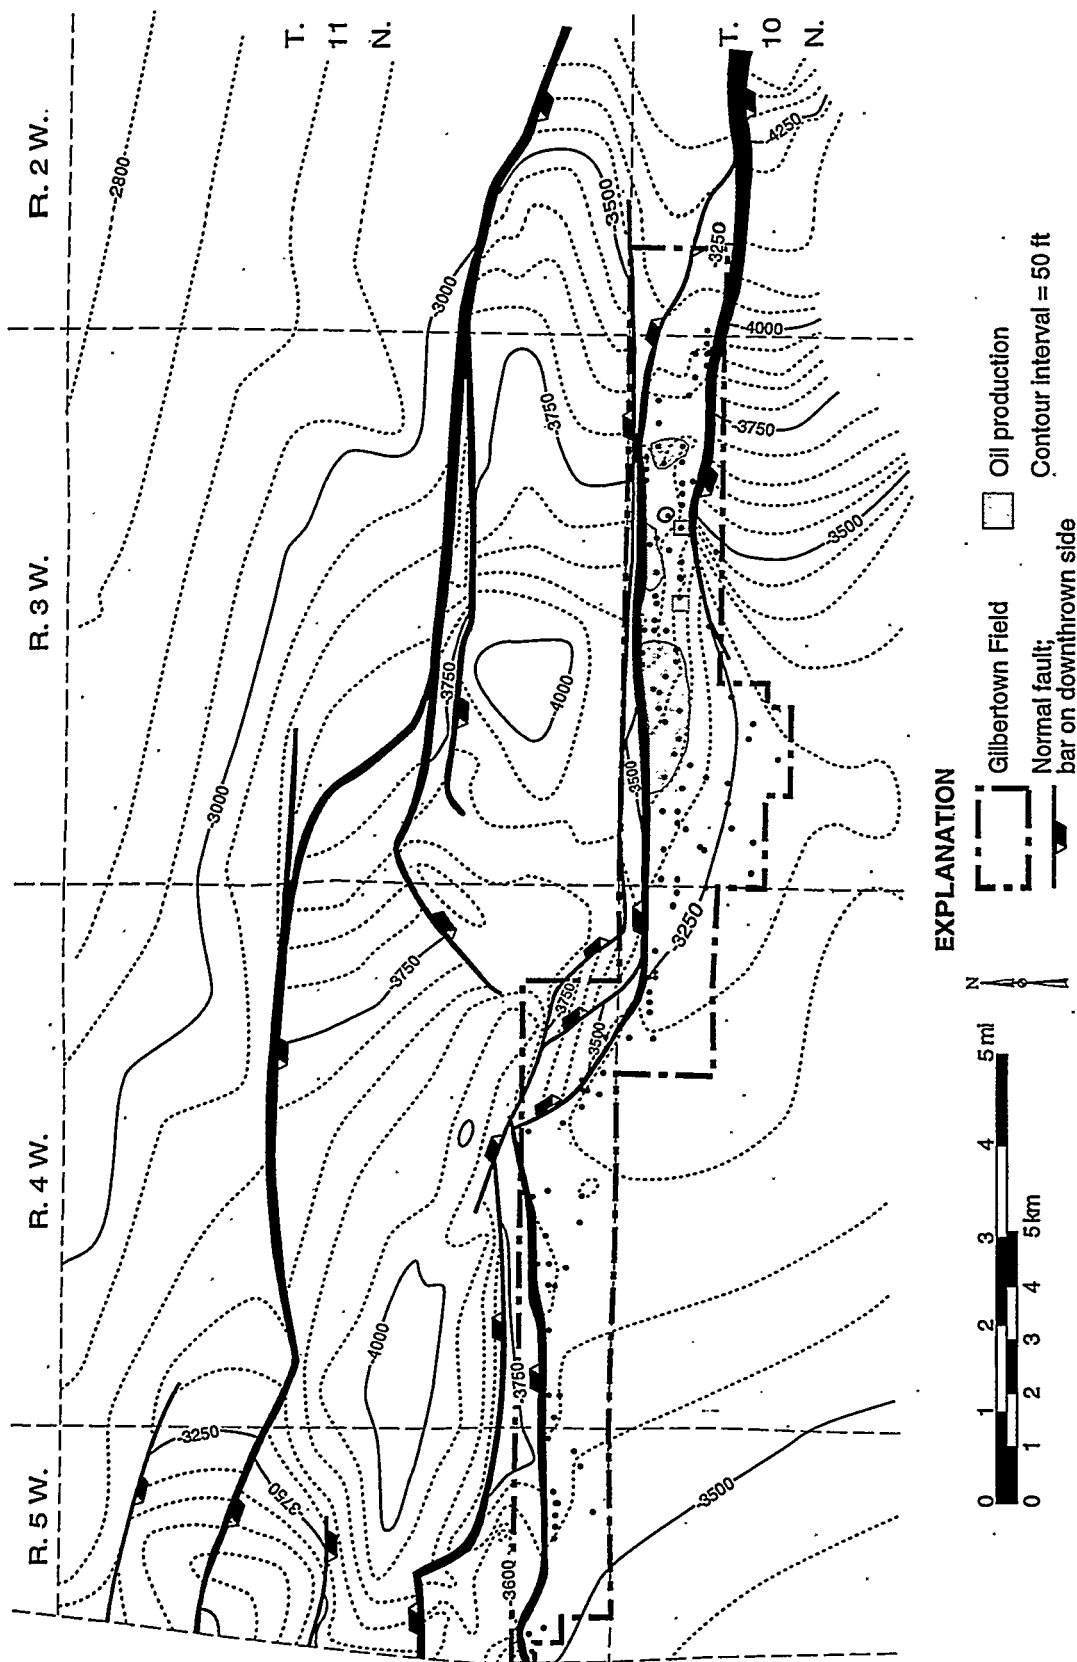 R. 5 W.
R. 4 W.
R. 3 W.
R. 2 W.
T.
11
N.
T.
10
N.
2800
3000
3000
3000
3250
3750
3750
3750
3750
4000
4000
3500
3500
3250
4250
4000
3750
3500
3750
3500
3250
3750
3600
3500
EXPLANATION
Gilbertown Field
Normal fault;
bar on downthrown side
Oil production
Contour interval = 50 ft
N
0 1 2 3 4 5 mi
0 1 2 3 4 5 km